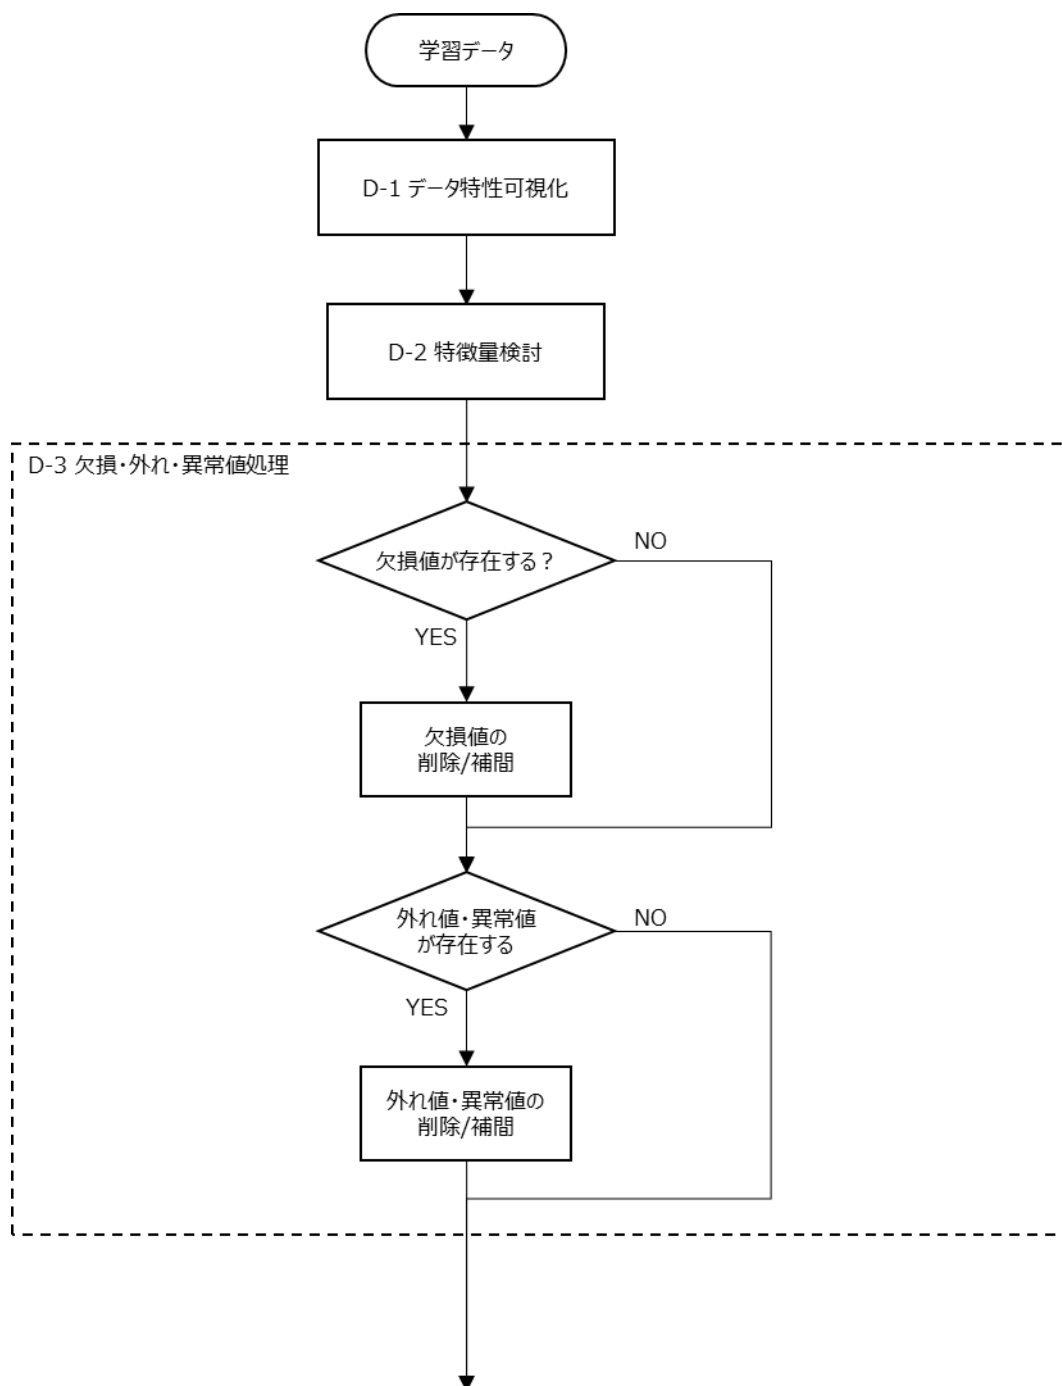 学習データ
D-1 データ特性可視化
D-2 特徴量検討
D-3 欠損・外れ・異常値処理
欠損値が存在する？
NO
YES
欠損値の
削除/補間
外れ値・異常値
が存在する
NO
YES
外れ値・異常値の
削除/補間